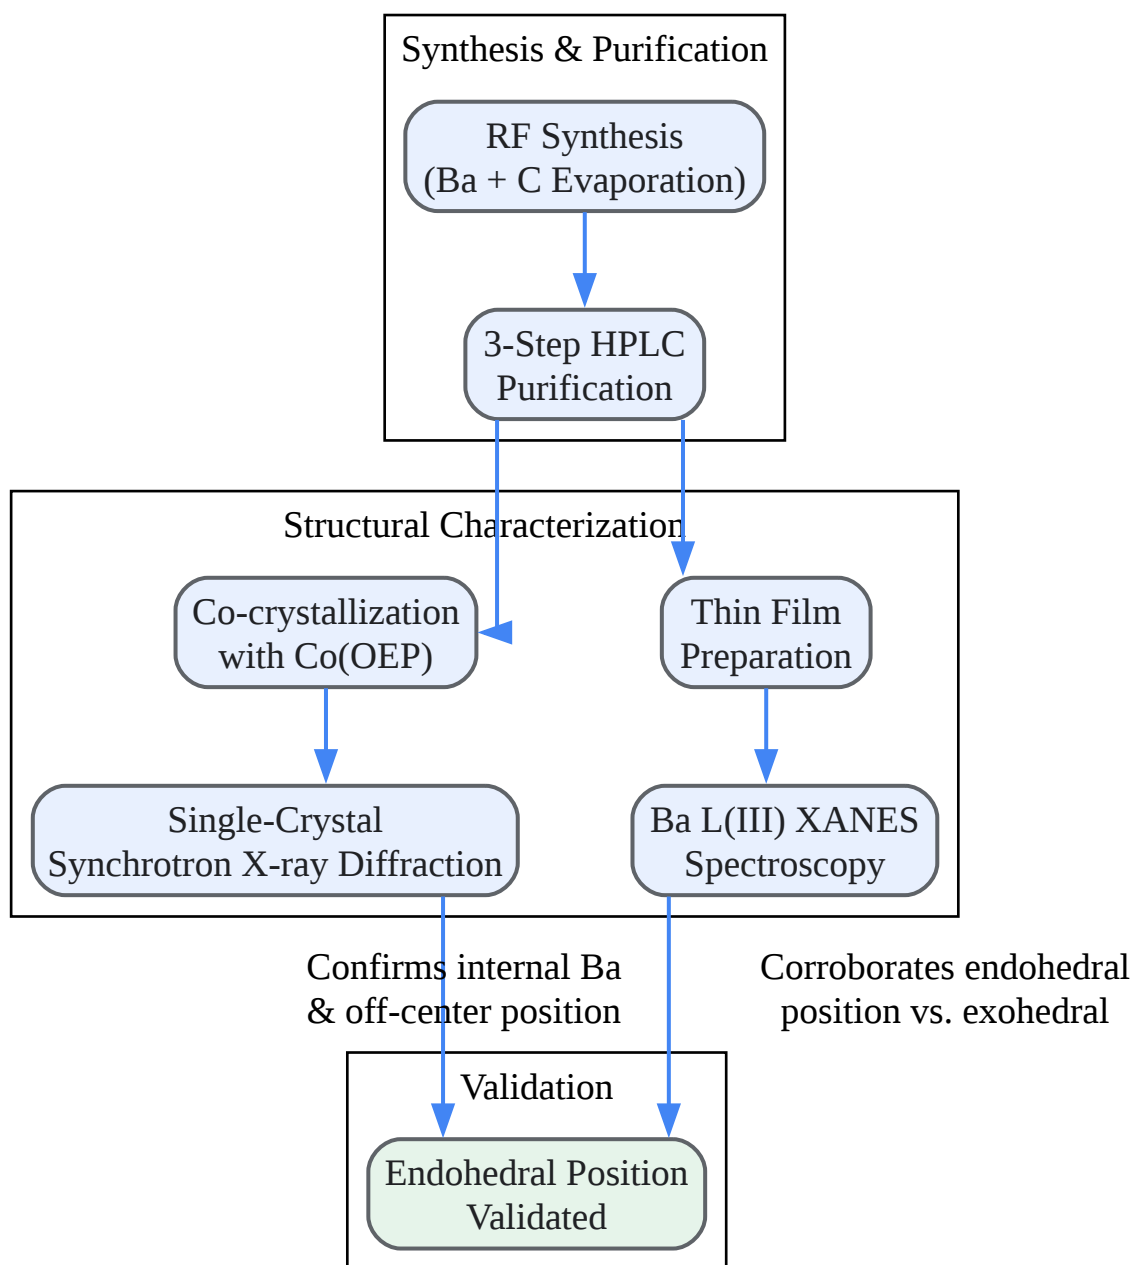 Synthesis & Purification
RF Synthesis
(Ba + C Evaporation)
3-Step HPLC
Purification
Structural Characterization
Co-crystallization
with Co(OEP)
Thin Film
Preparation
Single-Crystal
Synchrotron X-ray Diffraction
Ba L(III) XANES
Spectroscopy
Confirms internal Ba
& off-center position
Corroborates endohedral
position vs. exohedral
Validation
Endohedral Position
Validated